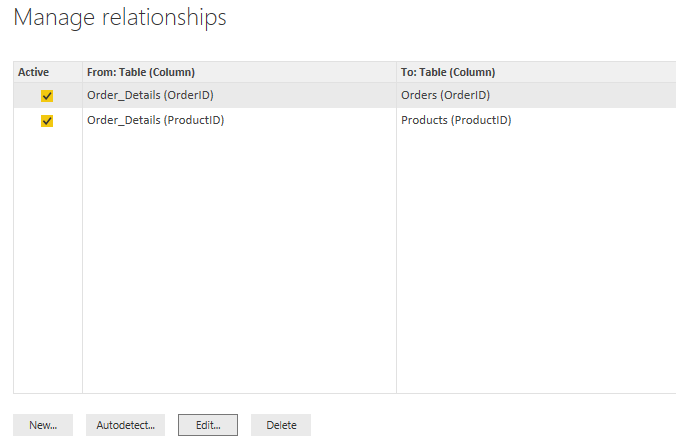 Manage relationships
Active From: Table (Column) To: Table (Column)
Order_Details (OrderID) Orders (OrderID)
Order_Details (ProductID) Products (ProductID)
New... Autodetect... Edit... Delete